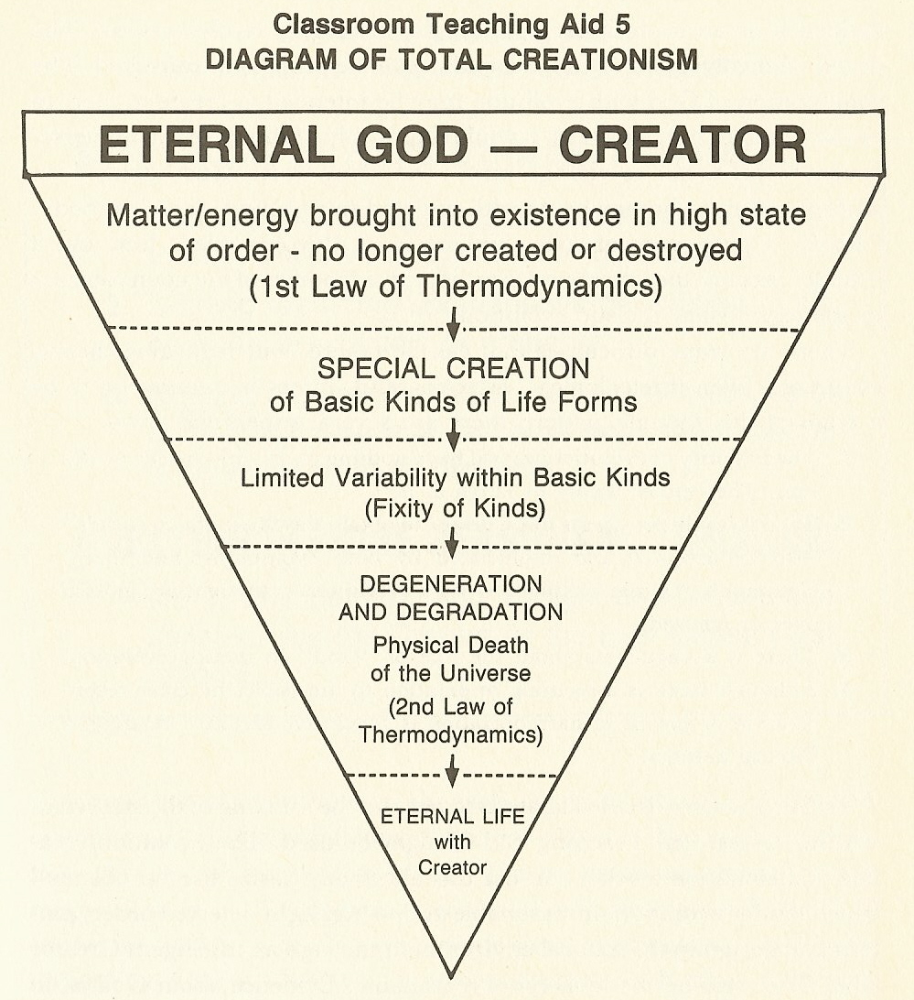 Classroom Teaching Aid 5
DIAGRAM OF TOTAL CREATIONISM
ETERNAL GOD — CREATOR
Matter/energy brought into existence in high state
of order - no longer created or destroyed
(1st Law of Thermodynamics)
SPECIAL CREATION
of Basic Kinds of Life Forms
Limited Variability within Basic Kinds
(Fixity of Kinds)
DEGENERATION
AND DEGRADATION
Physical Death
of the Universe
(2nd Law of
Thermodynamics)
ETERNAL LIFE
with
Creator